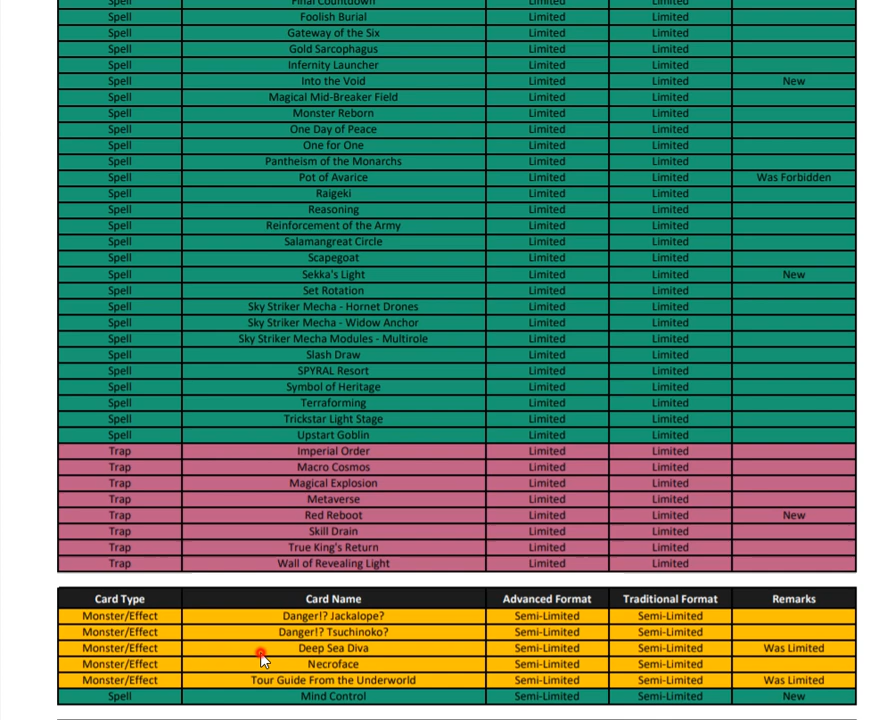 Spell Final Countdown Limited Limited
Spell Foolish Burial Limited Limited
Spell Gateway of the Six Limited Limited
Spell Gold Sarcophagus Limited Limited
Spell Infernity Launcher Limited Limited
Spell Into the Void Limited Limited New
Spell Magical Mid-Breaker Field Limited Limited
Spell Monster Reborn Limited Limited
Spell One Day of Peace Limited Limited
Spell One for One Limited Limited
Spell Pantheism of the Monarchs Limited Limited
Spell Pot of Avarice Limited Limited Was Forbidden
Spell Raigeki Limited Limited
Spell Reasoning Limited Limited
Spell Reinforcement of the Army Limited Limited
Spell Salamangreat Circle Limited Limited
Spell Scapegoat Limited Limited
Spell Sekka's Light Limited Limited New
Spell Set Rotation Limited Limited
Spell Sky Striker Mecha - Hornet Drones Limited Limited
Spell Sky Striker Mecha - Widow Anchor Limited Limited
Spell Sky Striker Mecha Modules - Multirole Limited Limited
Spell Slash Draw Limited Limited
Spell SPYRAL Resort Limited Limited
Spell Symbol of Heritage Limited Limited
Spell Terraforming Limited Limited
Spell Trickstar Light Stage Limited Limited
Spell Upstart Goblin Limited Limited
Trap Imperial Order Limited Limited
Trap Macro Cosmos Limited Limited
Trap Magical Explosion Limited Limited
Trap Metaverse Limited Limited
Trap Red Reboot Limited Limited New
Trap Skill Drain Limited Limited
Trap True King's Return Limited Limited
Trap Wall of Revealing Light Limited Limited
Card Type Card Name Advanced Format Traditional Format Remarks
Monster/Effect Danger!? Jackalope? Semi-Limited Semi-Limited
Monster/Effect Danger!? Tsuchinoko? Semi-Limited Semi-Limited
Monster/Effect Deep Sea Diva Semi-Limited Semi-Limited Was Limited
Monster/Effect Necroface Semi-Limited Semi-Limited
Monster/Effect Tour Guide From the Underworld Semi-Limited Semi-Limited Was Limited
Spell Mind Control Semi-Limited Semi-Limited New